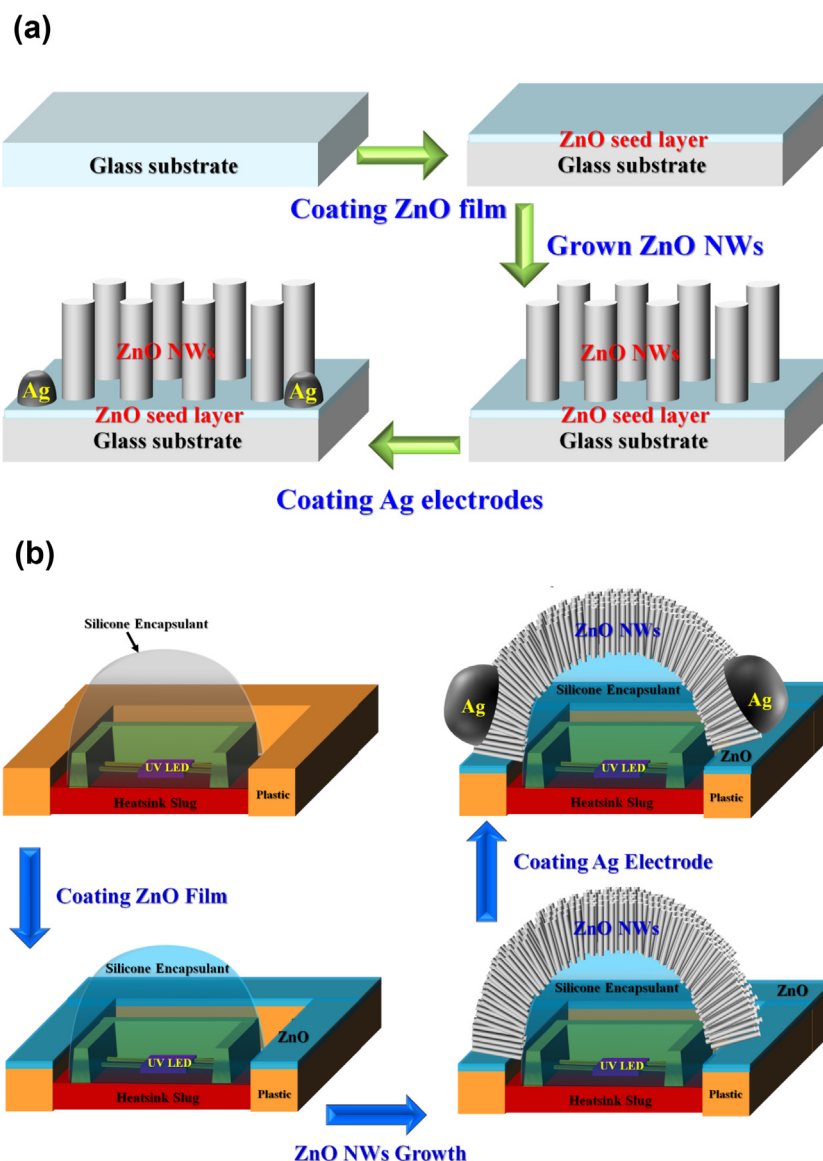 (a)
Glass substrate
ZnO seed layer
Glass substrate
Coating ZnO film
Grown ZnO NWs
ZnO NWs
Ag
Ag
ZnO seed layer
Glass substrate
ZnO NWs
ZnO seed layer
Glass substrate
Coating Ag electrodes
(b)
Silicone Encapsulant
UV LED
Plastic
Heatsink Slug
ZnO NWs
Silicone Encapsulant
Ag
Ag
ZnO
UV LED
Plastic
Heatsink Slug
Coating ZnO Film
Coating Ag Electrode
Silicone Encapsulant
ZnO
UV LED
Plastic
Heatsink Slug
ZnO NWs
Silicone Encapsulant
ZnO
UV LED
Plastic
Heatsink Slug
ZnO NWs Growth